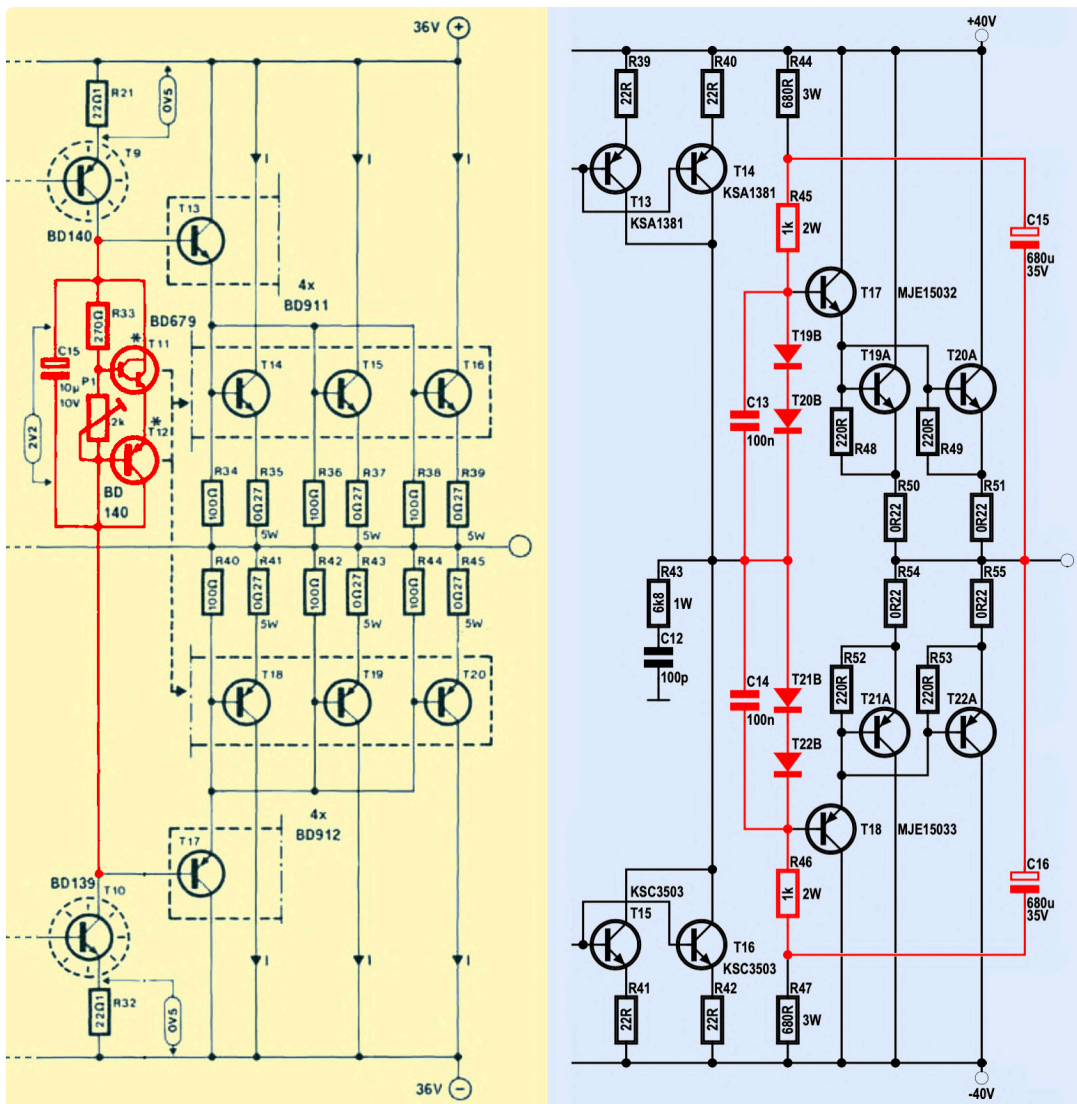 36V
+
R21
22Ω1
0V5
T9
BD140
T13
4x
BD911
R33
270Ω
BD679
*
T11
C15
10µ
10V
P1
2k
2V2
*
T12
BD
140
T14
T15
T16
R34
R35
R36
R37
R38
R39
100Ω
0Ω27
100Ω
0Ω27
100Ω
0Ω27
5W
5W
5W
R40
R41
R42
R43
R44
R45
100Ω
0Ω27
100Ω
0Ω27
100Ω
0Ω27
5W
5W
5W
T18
T19
T20
4x
BD912
T17
BD139
T10
I
I
I
I
I
I
R32
22Ω1
0V5
36V
−
+40V
R39
22R
R40
22R
R44
680R
3W
T13
KSA1381
T14
KSA1381
R45
1k
2W
C15
680u
35V
T17
MJE15032
T19B
T20B
T19A
T20A
C13
100n
220R
R48
220R
R49
R50
0R22
R51
0R22
R43
6k8
1W
C12
100p
R54
0R22
R55
0R22
R52
220R
R53
220R
C14
100n
T21B
T22B
T21A
T22A
T18
MJE15033
R46
1k
2W
C16
680u
35V
KSC3503
T15
T16
KSC3503
R41
22R
R42
22R
R47
680R
3W
-40V